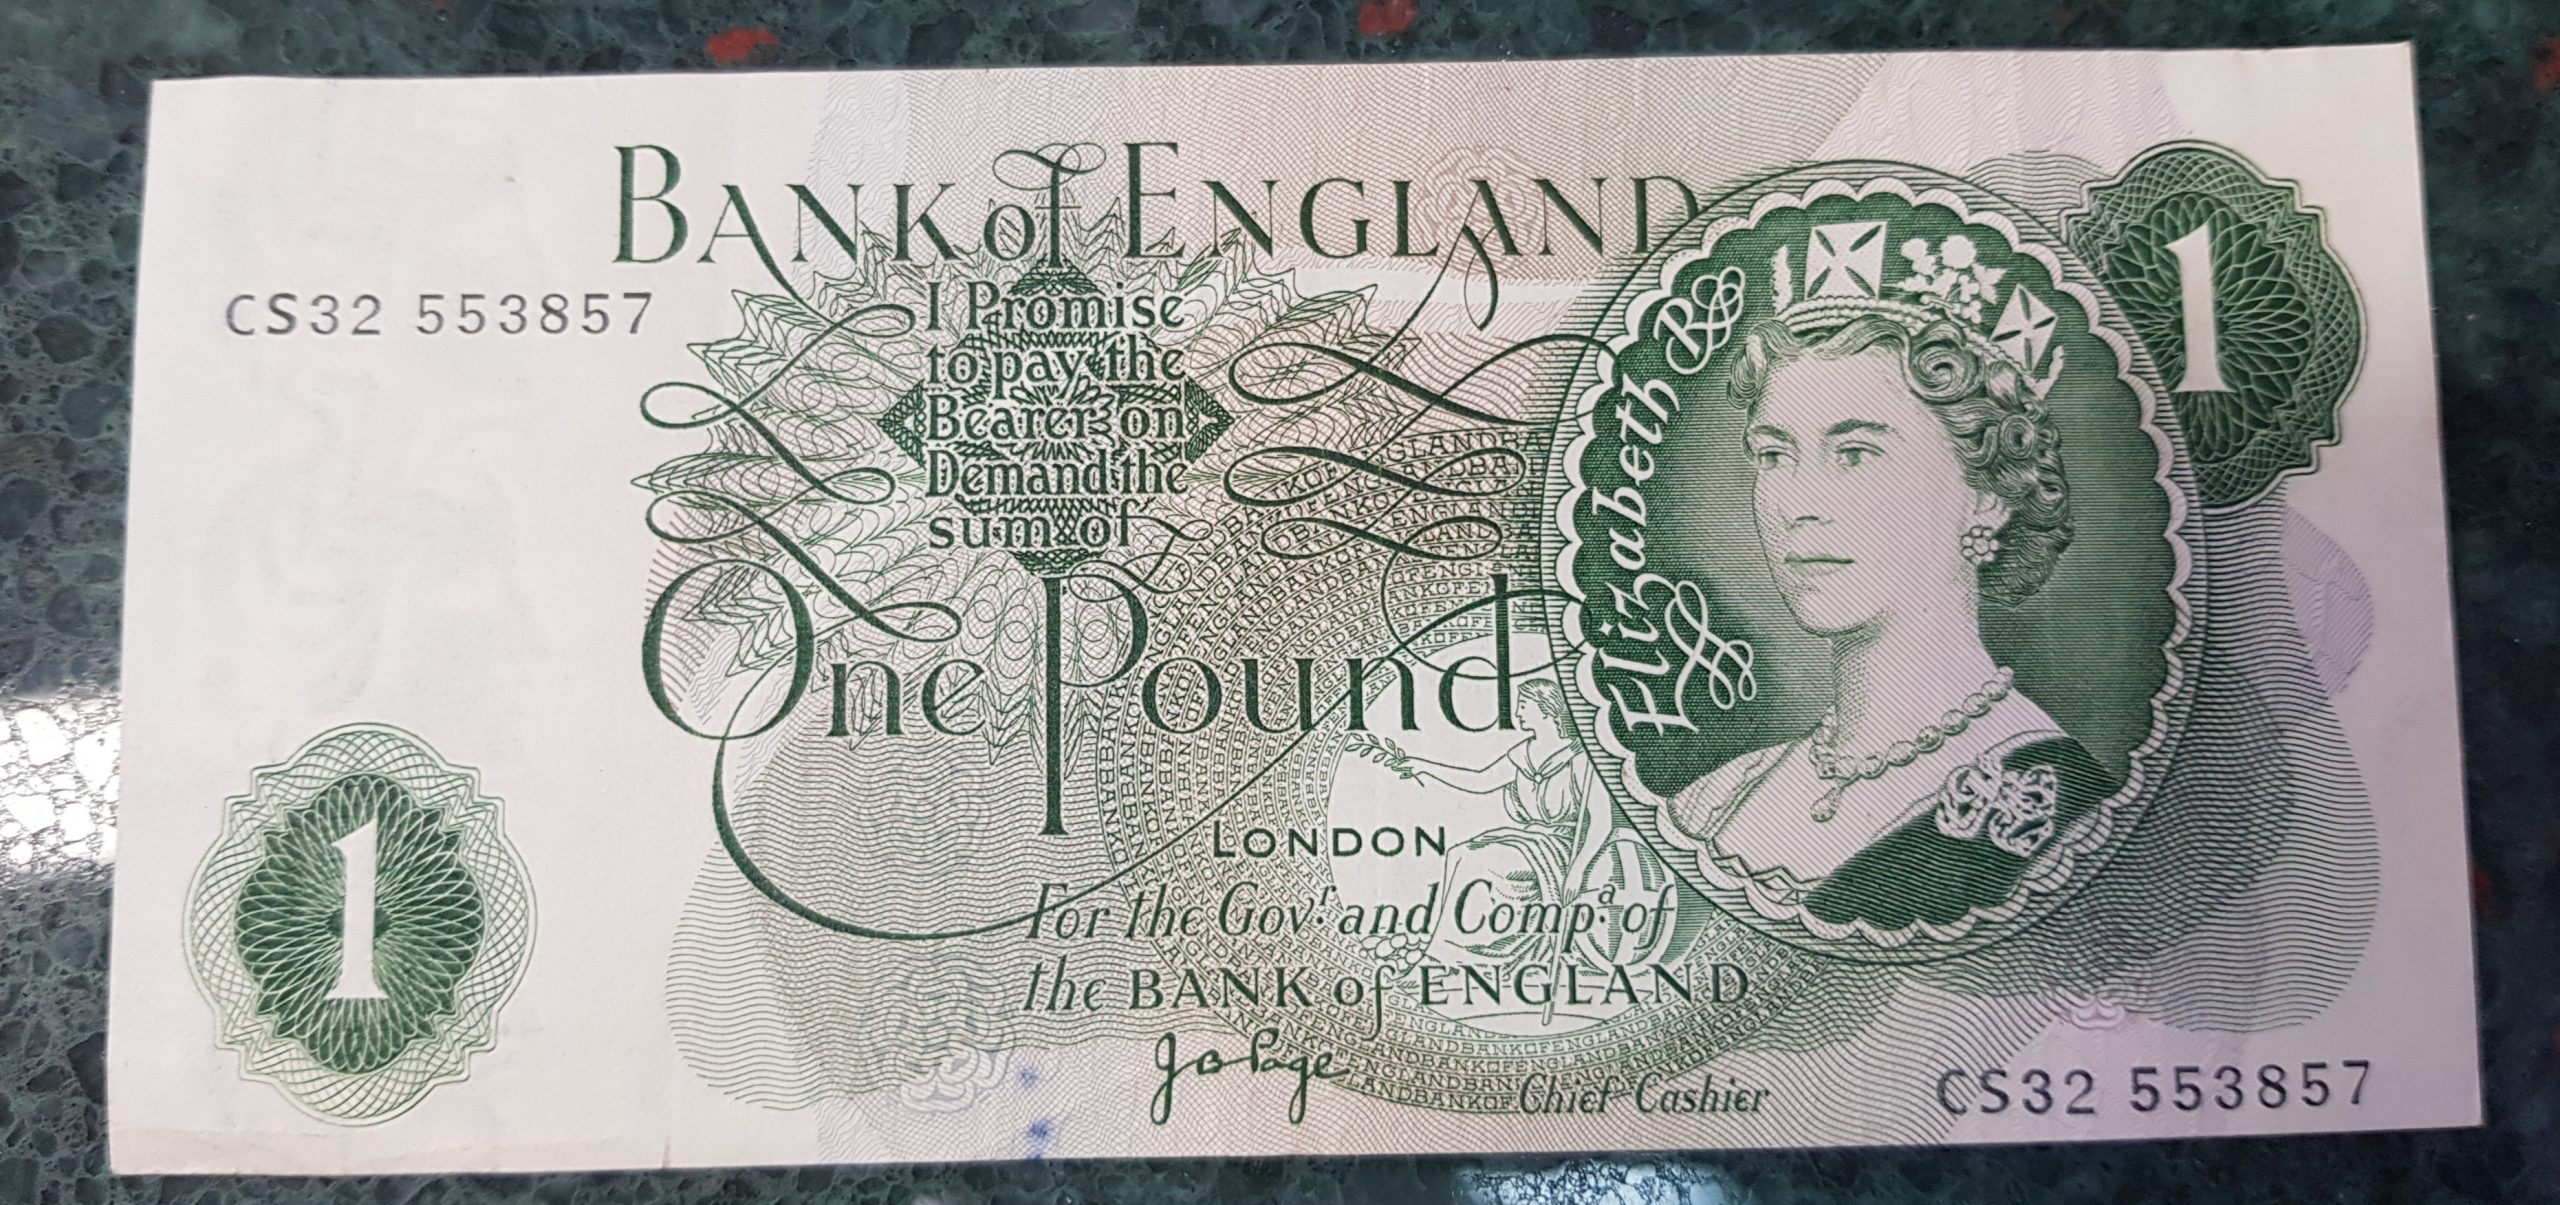 BANK of ENGLAND
CS32 553857
I Promise
to pay the
Bearer on
Demand the
sum of
One Pound
LONDON
For the Govr. and Compa. of
the BANK of ENGLAND
J B Page
Chief Cashier
Elizabeth R
1
1
CS32 553857